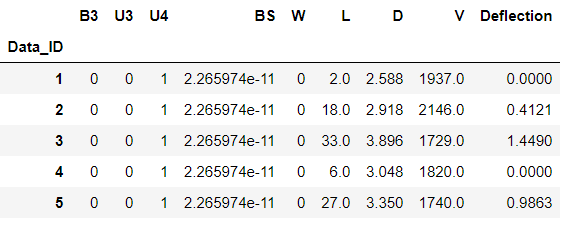 B3 U3 U4 BS W L D V Deflection
Data_ID
1 0 0 1 2.265974e-11 0 2.0 2.588 1937.0 0.0000
2 0 0 1 2.265974e-11 0 18.0 2.918 2146.0 0.4121
3 0 0 1 2.265974e-11 0 33.0 3.896 1729.0 1.4490
4 0 0 1 2.265974e-11 0 6.0 3.048 1820.0 0.0000
5 0 0 1 2.265974e-11 0 27.0 3.350 1740.0 0.9863